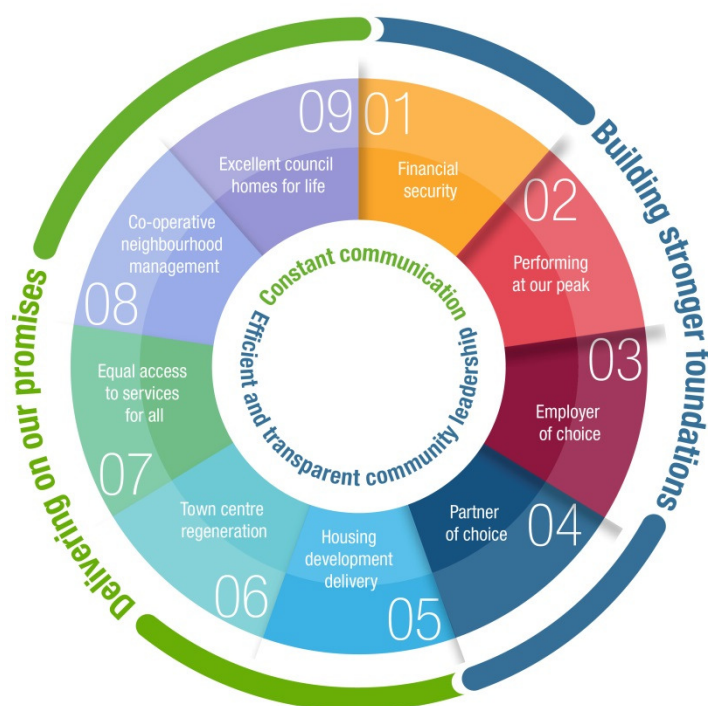 01
Financial
security
02
Performing
at our peak
03
Employer
of choice
04
Partner
of choice
05
Housing
development
delivery
06
Town centre
regeneration
07
Equal access
to services
for all
08
Co-operative
neighbourhood
management
09
Excellent council
homes for life
Constant communication
Efficient and transparent community leadership
Building stronger foundations
Delivering on our promises